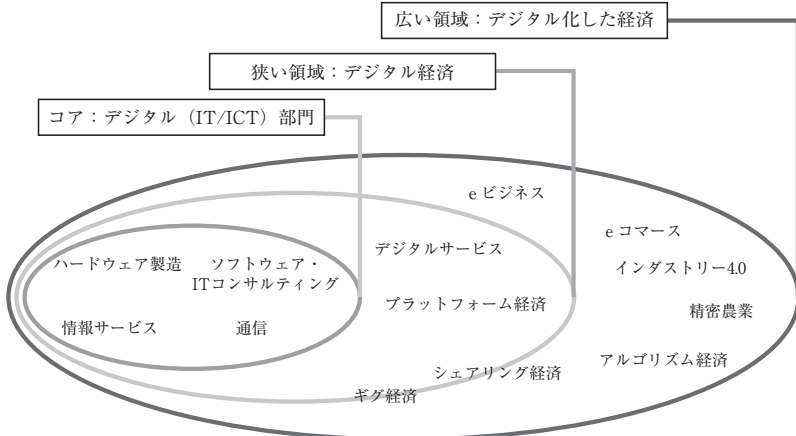 広い領域：デジタル化した経済
狭い領域：デジタル経済
コア：デジタル（IT/ICT）部門
e ビジネス
e コマース
デジタルサービス
ハードウェア製造
ソフトウェア・
ITコンサルティング
インダストリー4.0
プラットフォーム経済
精密農業
情報サービス
通信
アルゴリズム経済
シェアリング経済
ギグ経済